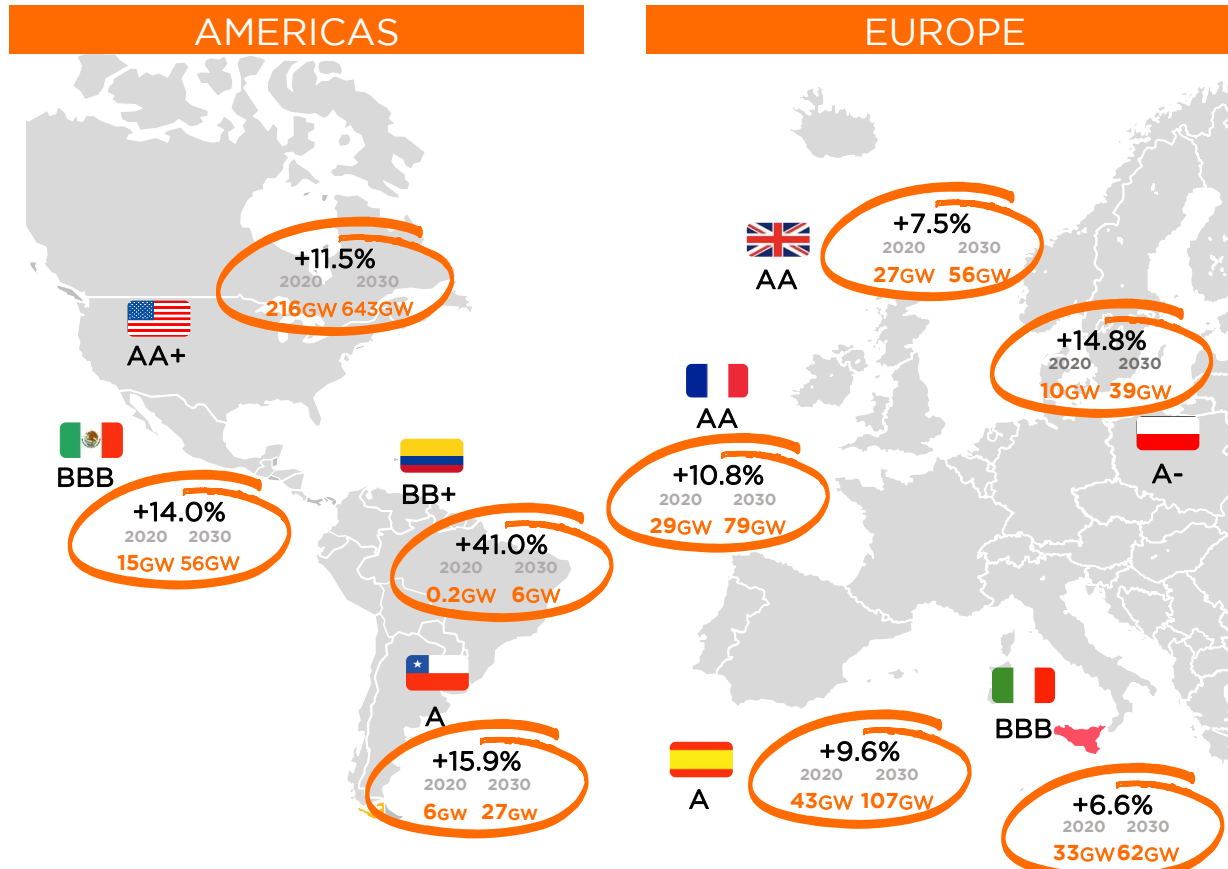 AMERICAS
+11.5%
2020 2030
216GW 643GW
AA+
BBB
+14.0%
2020 2030
15GW 56GW
BB+
+41.0%
2020 2030
0.2GW 6GW
A
+15.9%
2020 2030
6GW 27GW
EUROPE
+7.5%
2020 2030
27GW 56GW
AA
+14.8%
2020 2030
10GW 39GW
A-
AA
+10.8%
2020 2030
29GW 79GW
A
+9.6%
2020 2030
43GW 107GW
BBB
+6.6%
2020 2030
33GW 62GW